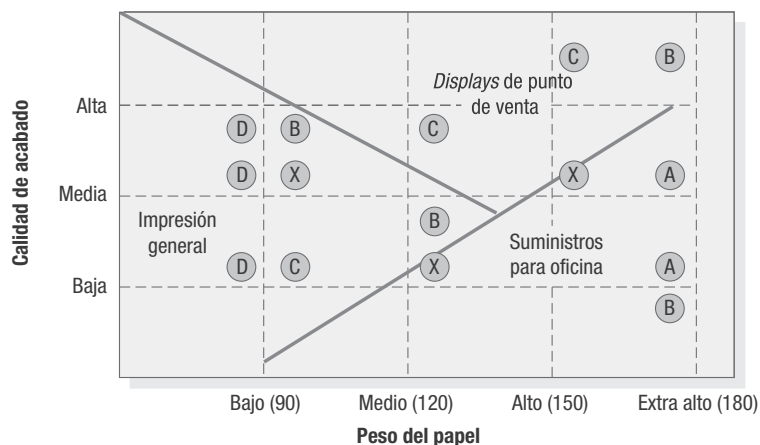 C B
Displays de punto
de venta
Alta
D B C
D X X A
Media
Impresión
general
B
Suministros
para oficina
D C X A
Baja
B
Calidad de acabado
Bajo (90) Medio (120) Alto (150) Extra alto (180)
Peso del papel